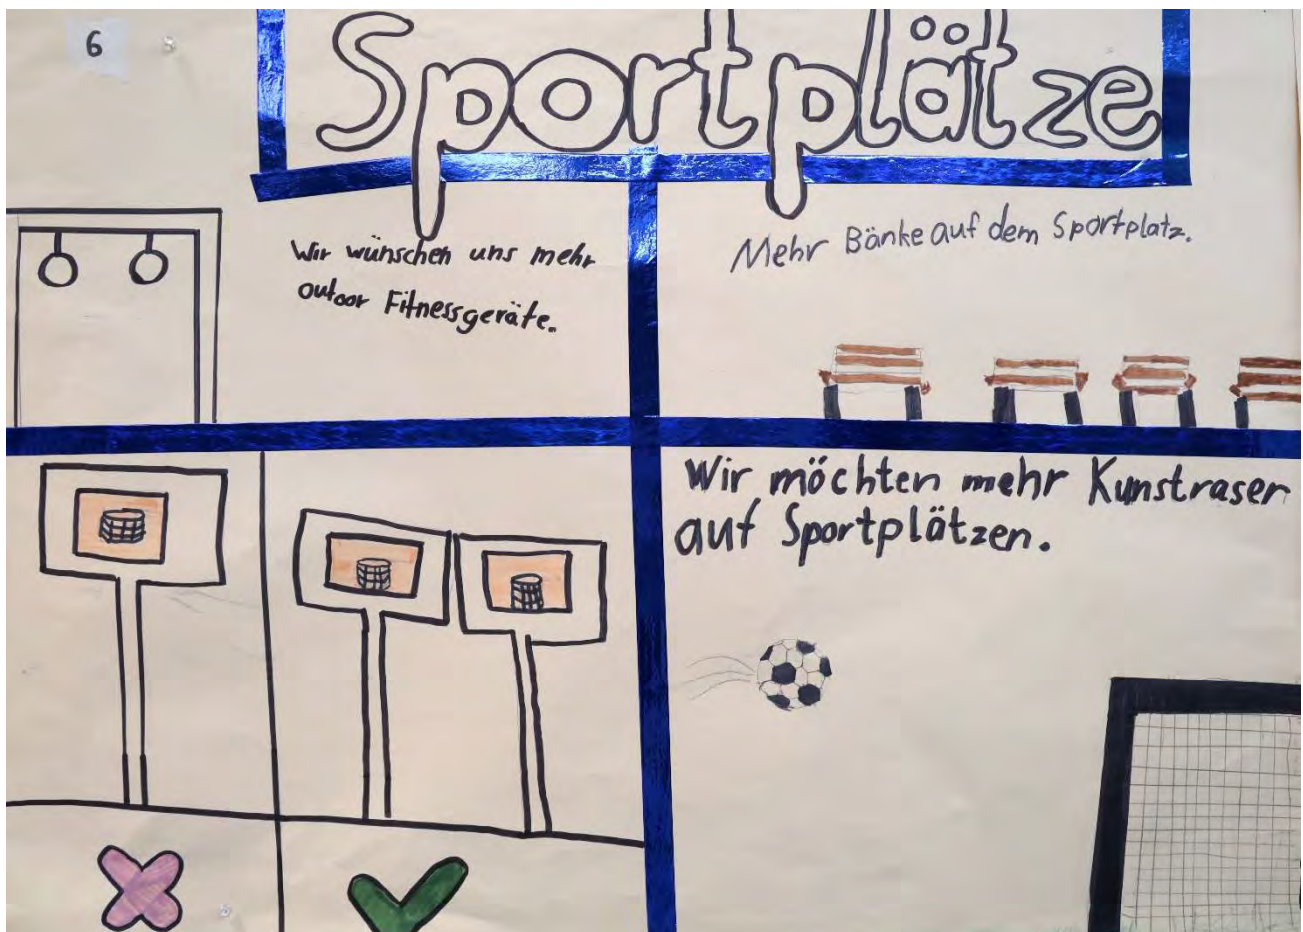 6
Sportplätze
Wir wünschen uns mehr
outoor Fitnessgeräte.
Mehr Bänke auf dem Sportplatz.
Wir möchten mehr Kunstraser
auf Sportplätzen.